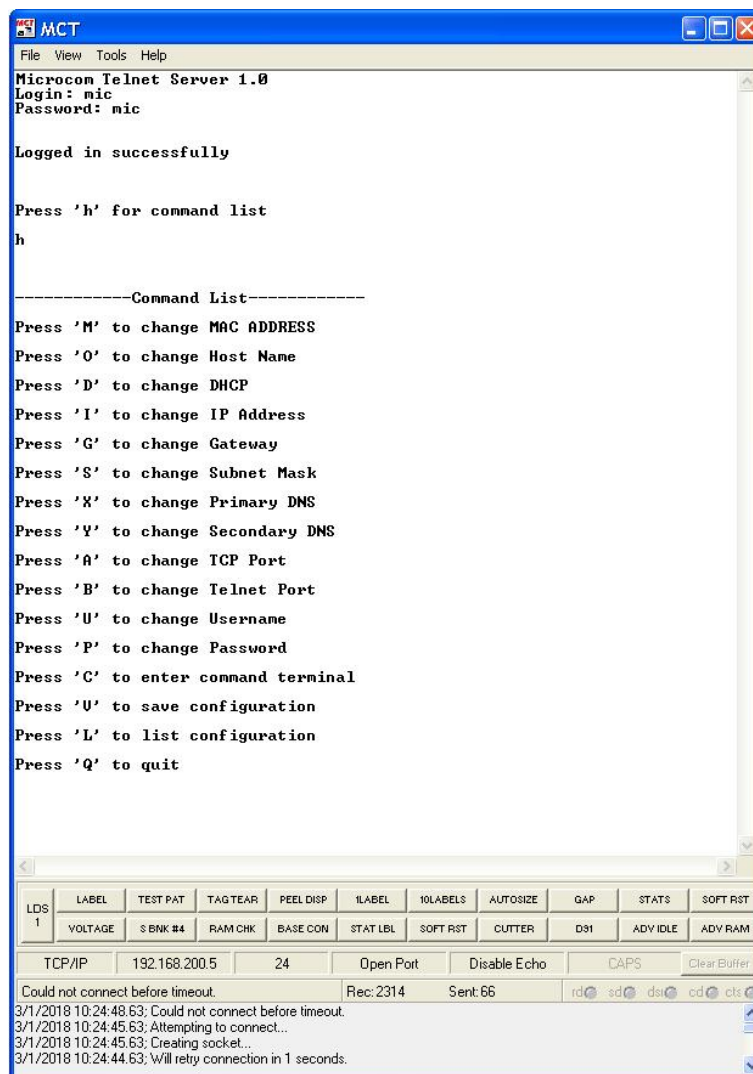 MCT
File View Tools Help
Microcom Telnet Server 1.0
Login: mic
Password: mic
Logged in successfully
Press 'h' for command list
h
------------Command List------------
Press 'M' to change MAC ADDRESS
Press 'O' to change Host Name
Press 'D' to change DHCP
Press 'I' to change IP Address
Press 'G' to change Gateway
Press 'S' to change Subnet Mask
Press 'X' to change Primary DNS
Press 'Y' to change Secondary DNS
Press 'A' to change TCP Port
Press 'B' to change Telnet Port
Press 'U' to change Username
Press 'P' to change Password
Press 'C' to enter command terminal
Press 'V' to save configuration
Press 'L' to list configuration
Press 'Q' to quit
LDS 1
LABEL TEST PAT TAG TEAR PEEL DISP 1LABEL 10LABELS AUTOSIZE GAP STATS SOFT RST
VOLTAGE S BNK #4 RAM CHK BASE CON STAT LBL SOFT RST CUTTER D91 ADV IDLE ADV RAM
TCP/IP 192.168.200.5 24 Open Port Disable Echo CAPS Clear Buffer
Could not connect before timeout. Rec: 2314 Sent: 66 rd sd dsr cd cts
3/1/2018 10:24:48.63; Could not connect before timeout.
3/1/2018 10:24:45.63; Attempting to connect...
3/1/2018 10:24:45.63; Creating socket...
3/1/2018 10:24:44.63; Will retry connection in 1 seconds.